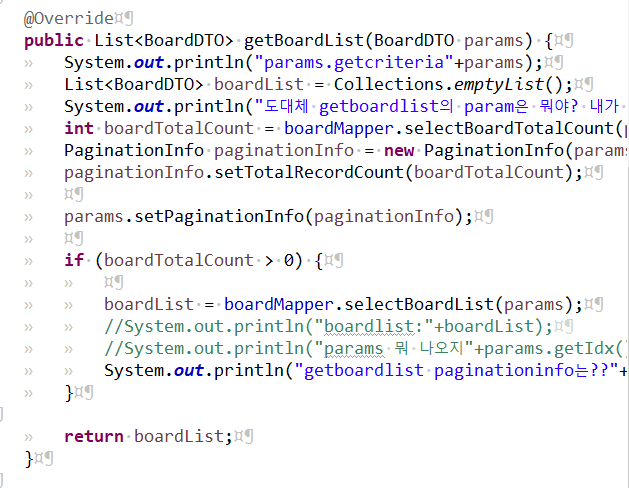 @Override
public List<BoardDTO> getBoardList(BoardDTO params) {
System.out.println("params.getcriteria"+params);
List<BoardDTO> boardList = Collections.emptyList();
System.out.println("도대체 getboardlist의 param은 뭐야? 내가
int boardTotalCount = boardMapper.selectBoardTotalCount(
PaginationInfo paginationInfo = new PaginationInfo(params
paginationInfo.setTotalRecordCount(boardTotalCount);
params.setPaginationInfo(paginationInfo);
if (boardTotalCount > 0) {
boardList = boardMapper.selectBoardList(params);
//System.out.println("boardlist:"+boardList);
//System.out.println("params 뭐 나오지"+params.getIdx()
System.out.println("getboardlist paginationinfo는??"+
}
return boardList;
}